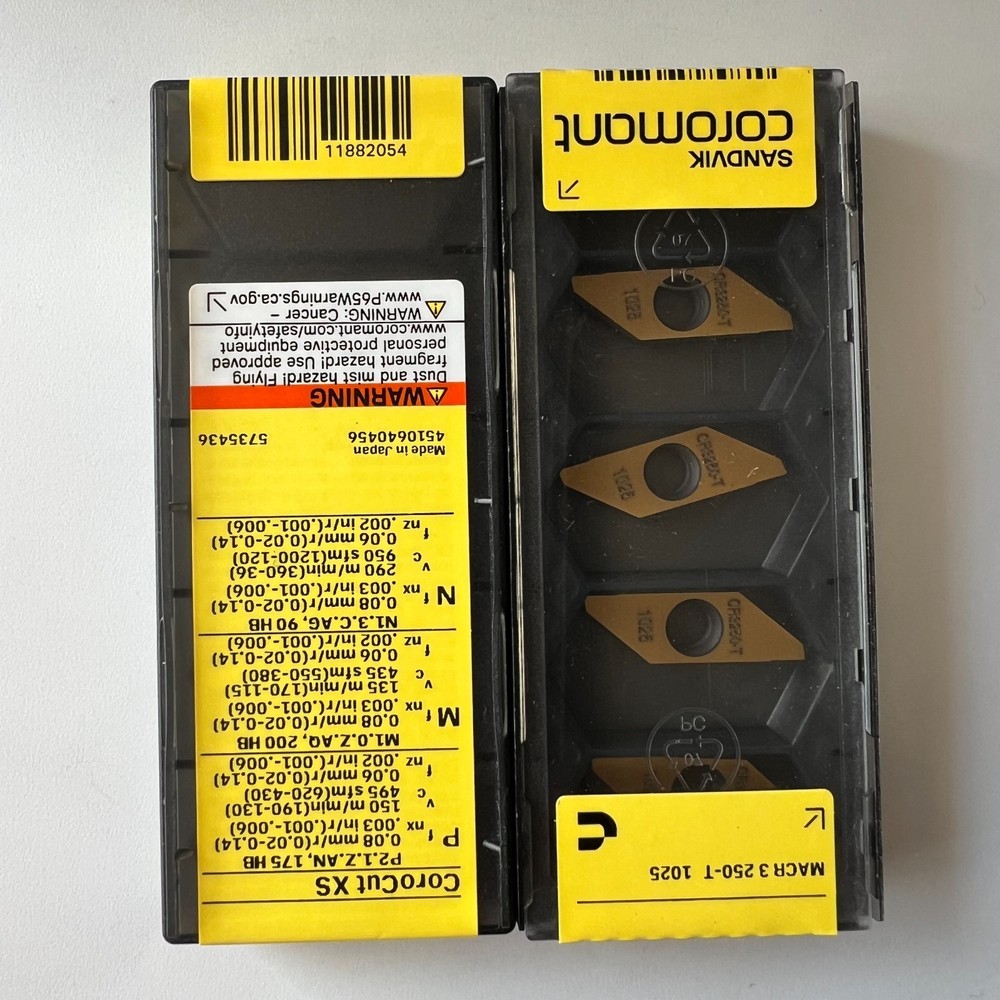 CoroCut XS
P2.1.Z.AN, 175 HB
P fnx 0.08 mm/r(0.02-0.14)
.003 in/r(.001-.006)
vc 150 m/min(190-130)
495 sfm(620-430)
fnz 0.06 mm/r(0.02-0.14)
.002 in/r(.001-.006)
M1.0.Z.AQ, 200 HB
M fnx 0.08 mm/r(0.02-0.14)
.003 in/r(.001-.006)
vc 135 m/min(170-115)
435 sfm(550-380)
fnz 0.06 mm/r(0.02-0.14)
.002 in/r(.001-.006)
N1.3.C.AG, 90 HB
N fnx 0.08 mm/r(0.02-0.14)
.003 in/r(.001-.006)
vc 290 m/min(360-36)
950 sfm(1200-120)
fnz 0.06 mm/r(0.02-0.14)
.002 in/r(.001-.006)
Made in Japan
4510640456 5735436
WARNING
Dust and mist hazard! Flying
fragment hazard! Use approved
personal protective equipment
www.coromant.com/safetyinfo
WARNING: Cancer –
www.P65Warnings.ca.gov
11882054
SANDVIK
coromant
07
PC
1025
1025
1025
07
PC
MACR 3 250-T 1025